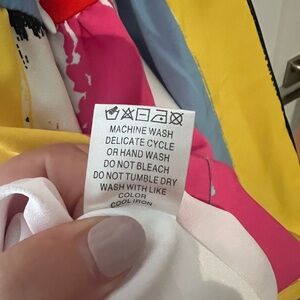 MACHINE WASH
DELICATE CYCLE
OR HAND WASH
DO NOT BLEACH
DO NOT TUMBLE DRY
WASH WITH LIKE
COLOR
COOL IRON